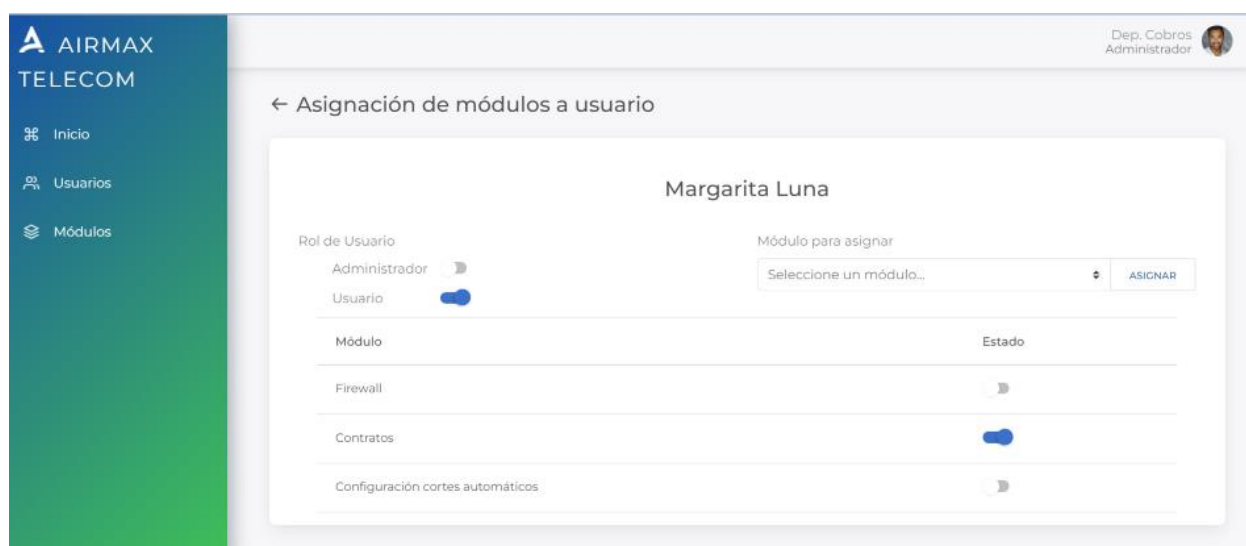 AIRMAX
TELECOM
Inicio
Usuarios
Módulos
Dep. Cobros
Administrador
← Asignación de módulos a usuario
Margarita Luna
Rol de Usuario
Administrador
Usuario
Módulo para asignar
Seleccione un módulo...
ASIGNAR
Módulo Estado
Firewall
Contratos
Configuración cortes automáticos